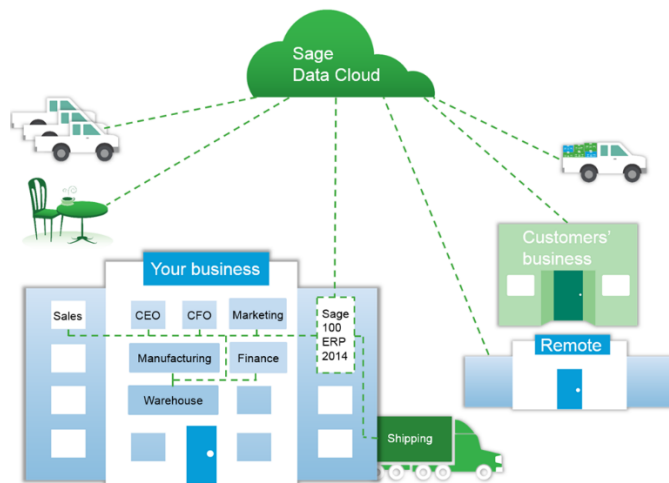 Sage
Data Cloud
Customers'
business
Your business
Sales
CEO
CFO
Marketing
Sage
100
ERP
2014
Manufacturing
Finance
Remote
Warehouse
Shipping